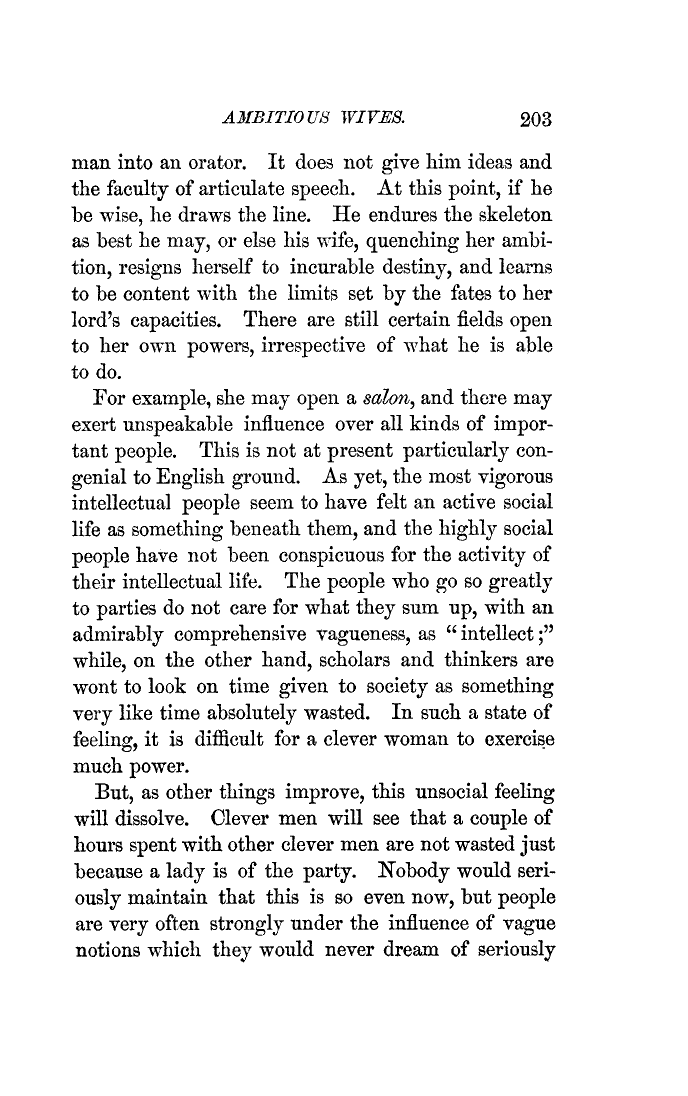 AMBITIOUS WIVES. 203
man into an orator. It does not give him ideas and
the faculty of articulate speech. At this point, if he
be wise, he draws the line. He endures the skeleton
as best he may, or else his wife, quenching her ambi-
tion, resigns herself to incurable destiny, and learns
to be content with the limits set by the fates to her
lord's capacities. There are still certain fields open
to her own powers, irrespective of what he is able
to do.
For example, she may open a salon, and there may
exert unspeakable influence over all kinds of impor-
tant people. This is not at present particularly con-
genial to English ground. As yet, the most vigorous
intellectual people seem to have felt an active social
life as something beneath them, and the highly social
people have not been conspicuous for the activity of
their intellectual life. The people who go so greatly
to parties do not care for what they sum up, with an
admirably comprehensive vagueness, as “intellect;”
while, on the other hand, scholars and thinkers are
wont to look on time given to society as something
very like time absolutely wasted. In such a state of
feeling, it is difficult for a clever woman to exercise
much power.
But, as other things improve, this unsocial feeling
will dissolve. Clever men will see that a couple of
hours spent with other clever men are not wasted just
because a lady is of the party. Nobody would seri-
ously maintain that this is so even now, but people
are very often strongly under the influence of vague
notions which they would never dream of seriously